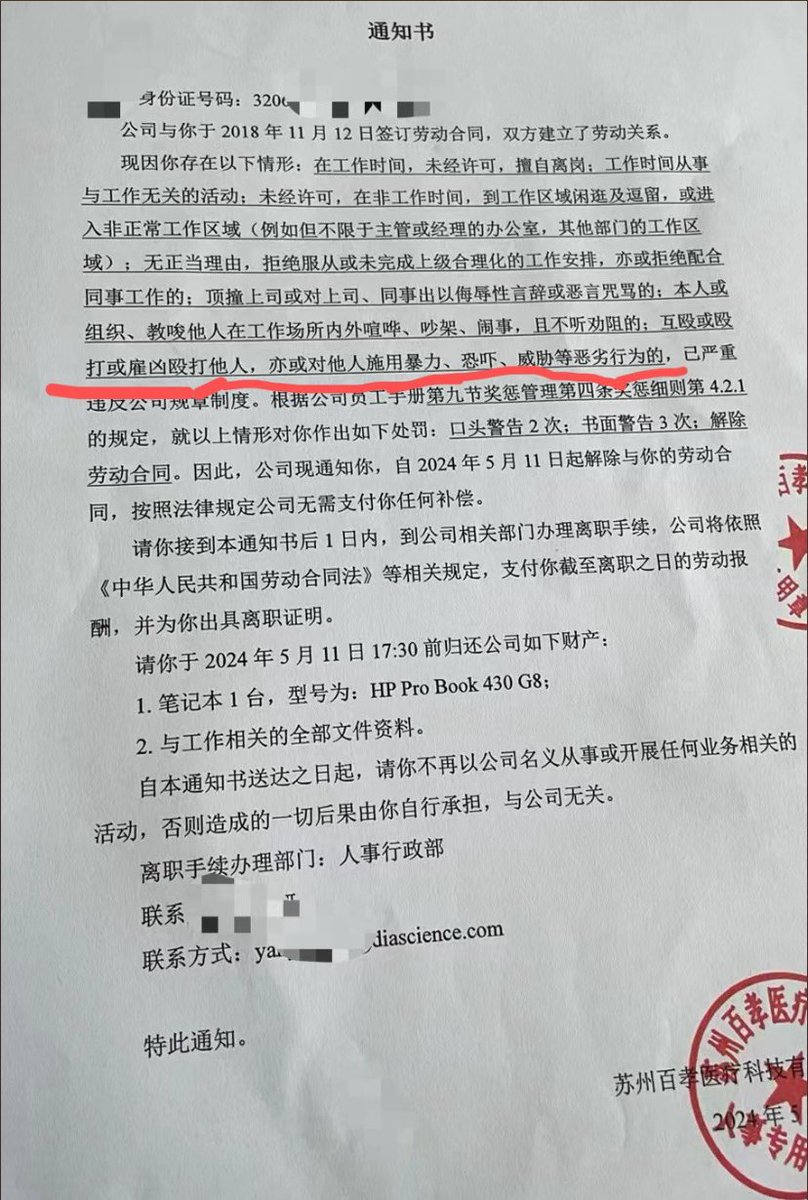 通知书
身份证号码：320
公司与你于 2018 年 11 月 12 日签订劳动合同，双方建立了劳动关系。
现因你存在以下情形：在工作时间，未经许可，擅自离岗；工作时间从事
与工作无关的活动；未经许可，在非工作时间，到工作区域闲逛及逗留，或进
入非正常工作区域（例如但不限于主管或经理的办公室，其他部门的工作区
域）；无正当理由，拒绝服从或未完成上级合理化的工作安排，亦或拒绝配合
同事工作的；顶撞上司或对上司、同事出以侮辱性言辞或恶言咒骂的；本人或
组织、教唆他人在工作场所内外喧哗、吵架、闹事，且不听劝阻的；互殴或殴
打或雇凶殴打他人，亦或对他人施用暴力、恐吓、威胁等恶劣行为的，已严重
违反公司规章制度。根据公司员工手册第九节奖惩管理第四条奖惩细则第 4.2.1
的规定，就以上情形对你作出如下处罚：口头警告 2 次；书面警告 3 次；解除
劳动合同。因此，公司现通知你，自 2024 年 5 月 11 日起解除与你的劳动合
同，按照法律规定公司无需支付你任何补偿。
请你接到本通知书后 1 日内，到公司相关部门办理离职手续，公司将依照
《中华人民共和国劳动合同法》等相关规定，支付你截至离职之日的劳动报
酬，并为你出具离职证明。
请你于 2024 年 5 月 11 日 17:30 前归还公司如下财产：
1. 笔记本 1 台，型号为：HP Pro Book 430 G8；
2. 与工作相关的全部文件资料。
自本通知书送达之日起，请你不再以公司名义从事或开展任何业务相关的
活动，否则造成的一切后果由你自行承担，与公司无关。
离职手续办理部门：人事行政部
联系
联系方式：ya diascience.com
特此通知。
苏州百孝医疗科技有
2024 年 5
百孝
用章
苏州百孝医疗
人事专用